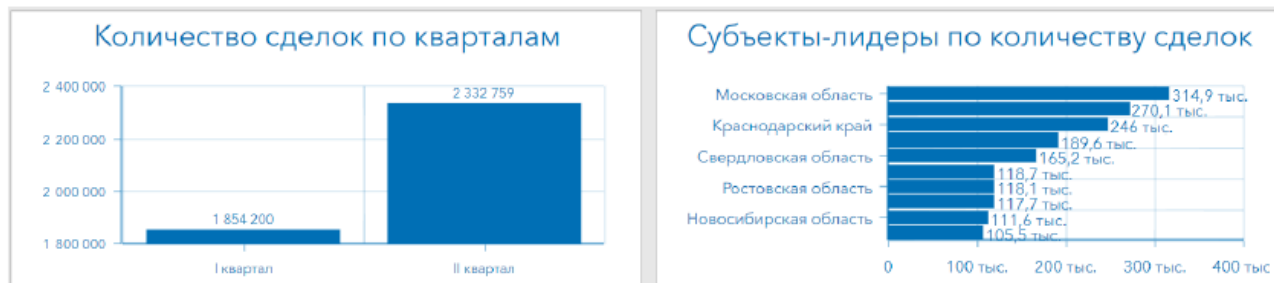 Количество сделок по кварталам
2 400 000
2 332 759
2 200 000
2 000 000
1 854 200
1 800 000
I квартал
II квартал
Субъекты-лидеры по количеству сделок
Московская область
314,9 тыс.
270,1 тыс.
Краснодарский край
246 тыс.
189,6 тыс.
Свердловская область
165,2 тыс.
118,7 тыс.
Ростовская область
118,1 тыс.
117,7 тыс.
Новосибирская область
111,6 тыс.
105,5 тыс.
0 100 тыс. 200 тыс. 300 тыс. 400 тыс